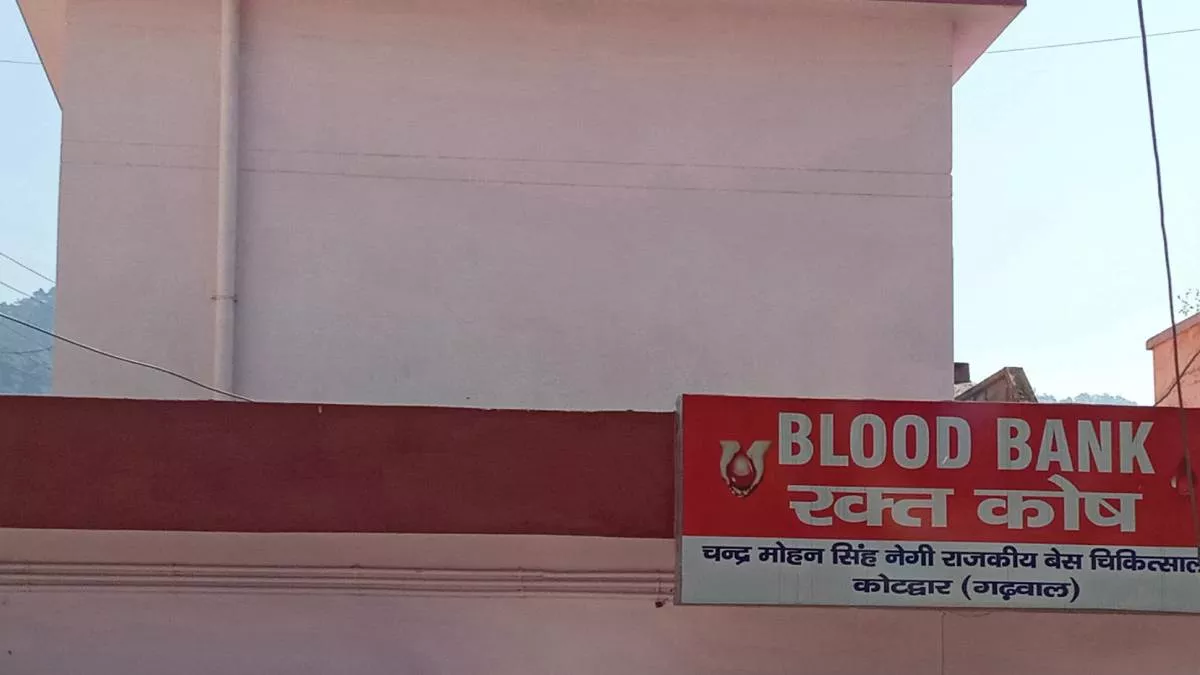 BLOOD BANK
रक्त कोष
चन्द्र मोहन सिंह नेगी राजकीय बेस
कोटद्वार (गढ़वाल)